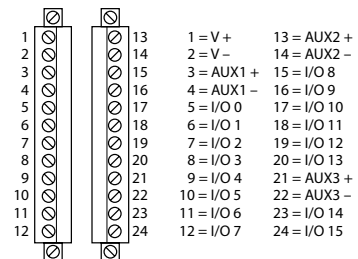 1 13 1 = V + 13 = AUX2 +
2 14 2 = V – 14 = AUX2 –
3 15 3 = AUX1 + 15 = I/O 8
4 16 4 = AUX1 – 16 = I/O 9
5 17 5 = I/O 0 17 = I/O 10
6 18 6 = I/O 1 18 = I/O 11
7 19 7 = I/O 2 19 = I/O 12
8 20 8 = I/O 3 20 = I/O 13
9 21 9 = I/O 4 21 = AUX3 +
10 22 10 = I/O 5 22 = AUX3 –
11 23 11 = I/O 6 23 = I/O 14
12 24 12 = I/O 7 24 = I/O 15